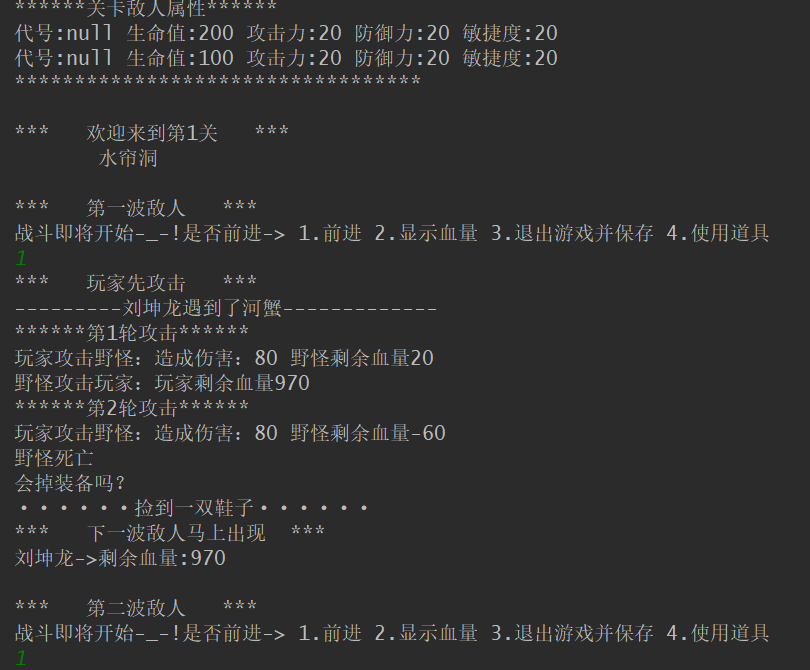 ******关卡敌人属性******
代号:null 生命值:200 攻击力:20 防御力:20 敏捷度:20
代号:null 生命值:100 攻击力:20 防御力:20 敏捷度:20
**********************************
***   欢迎来到第1关   ***
水帘洞
***   第一波敌人   ***
战斗即将开始-_-!是否前进-> 1.前进 2.显示血量 3.退出游戏并保存 4.使用道具
1
***   玩家先攻击   ***
---------刘坤龙遇到了河蟹-------------
******第1轮攻击******
玩家攻击野怪: 造成伤害: 80 野怪剩余血量20
野怪攻击玩家: 玩家剩余血量970
******第2轮攻击******
玩家攻击野怪: 造成伤害: 80 野怪剩余血量-60
野怪死亡
会掉装备吗?
······捡到一双鞋子······
***   下一波敌人马上出现  ***
刘坤龙->剩余血量:970
***   第二波敌人   ***
战斗即将开始-_-!是否前进-> 1.前进 2.显示血量 3.退出游戏并保存 4.使用道具
1